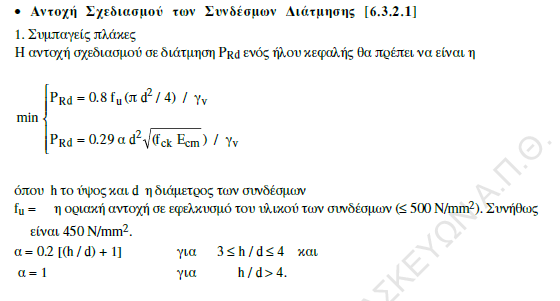 • Αντοχή Σχεδιασμού των Συνδέσμων Διάτμησης [6.3.2.1]
1. Συμπαγείς πλάκες
Η αντοχή σχεδιασμού σε διάτμηση PRd ενός ήλου κεφαλής θα πρέπει να είναι η
PRd = 0.8 fu (π d² / 4) / γv
min
PRd = 0.29 α d² √(fck Ecm) / γv
όπου h το ύψος και d η διάμετρος των συνδέσμων
fu = η οριακή αντοχή σε εφελκυσμό του υλικού των συνδέσμων (≤ 500 N/mm²). Συνήθως
είναι 450 N/mm².
α = 0.2 [(h / d) + 1] για 3 ≤ h / d ≤ 4 και
α = 1 για h / d > 4.
ΑΣΚΕΥΩΝ Α.Π.Θ.